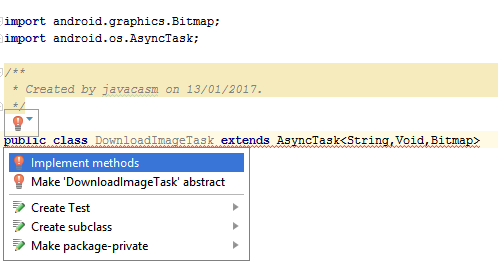 import android.graphics.Bitmap;
import android.os.AsyncTask;
/**
* Created by javacasm on 13/01/2017.
*/
public class DownloadImageTask extends AsyncTask<String,Void,Bitmap>
Implement methods
Make 'DownloadImageTask' abstract
Create Test
Create subclass
Make package-private